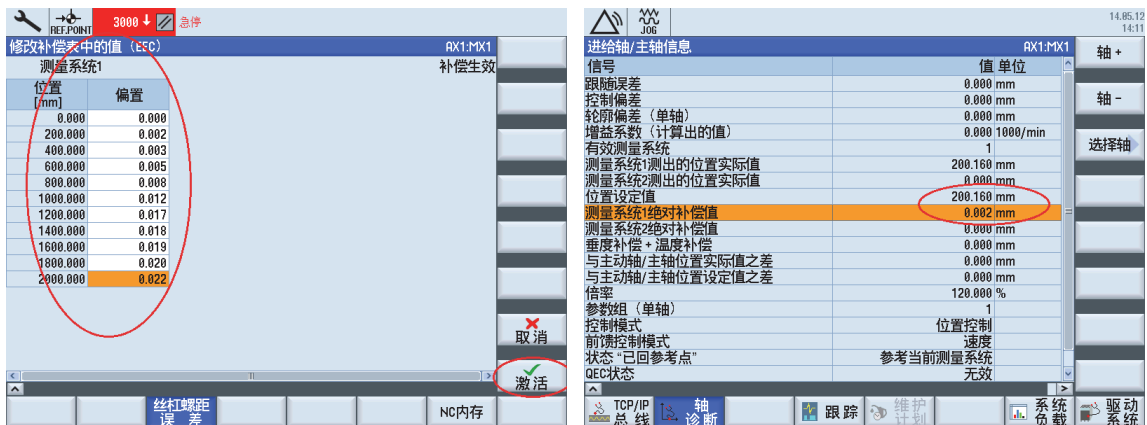 REF.POINT
3000 急停
修改补偿表中的值 (EEC) AX1:MX1
测量系统1 补偿生效
位置 [mm] 偏置
0.000 0.000
200.000 0.002
400.000 0.003
600.000 0.005
800.000 0.008
1000.000 0.012
1200.000 0.017
1400.000 0.018
1600.000 0.019
1800.000 0.020
2000.000 0.022
取消
激活
丝杠螺距
误 差
NC内存
JOG
14.05.12
14:11
进给轴/主轴信息 AX1:MX1
信号 值 单位
跟随误差 0.000 mm
控制偏差 0.000 mm
轮廓偏差 (单轴) 0.000 mm
增益系数 (计算出的值) 0.000 1000/min
有效测量系统 1
测量系统1测出的位置实际值 200.160 mm
测量系统2测出的位置实际值 0.000 mm
位置设定值 200.160 mm
测量系统1绝对补偿值 0.002 mm
测量系统2绝对补偿值 0.000 mm
垂度补偿 + 温度补偿 0.000 mm
与主动轴/主轴位置实际值之差 0.000 mm
与主动轴/主轴位置设定值之差 0.000 mm
倍率 120.000 %
参数组 (单轴) 1
控制模式 位置控制
前馈控制模式 速度
状态 “已回参考点” 参考当前测量系统
QEC状态 无效
轴 +
轴 -
选择轴
TCP/IP
总 线
轴
诊断
跟 踪
维护
计划
系统
负载
驱动
系统